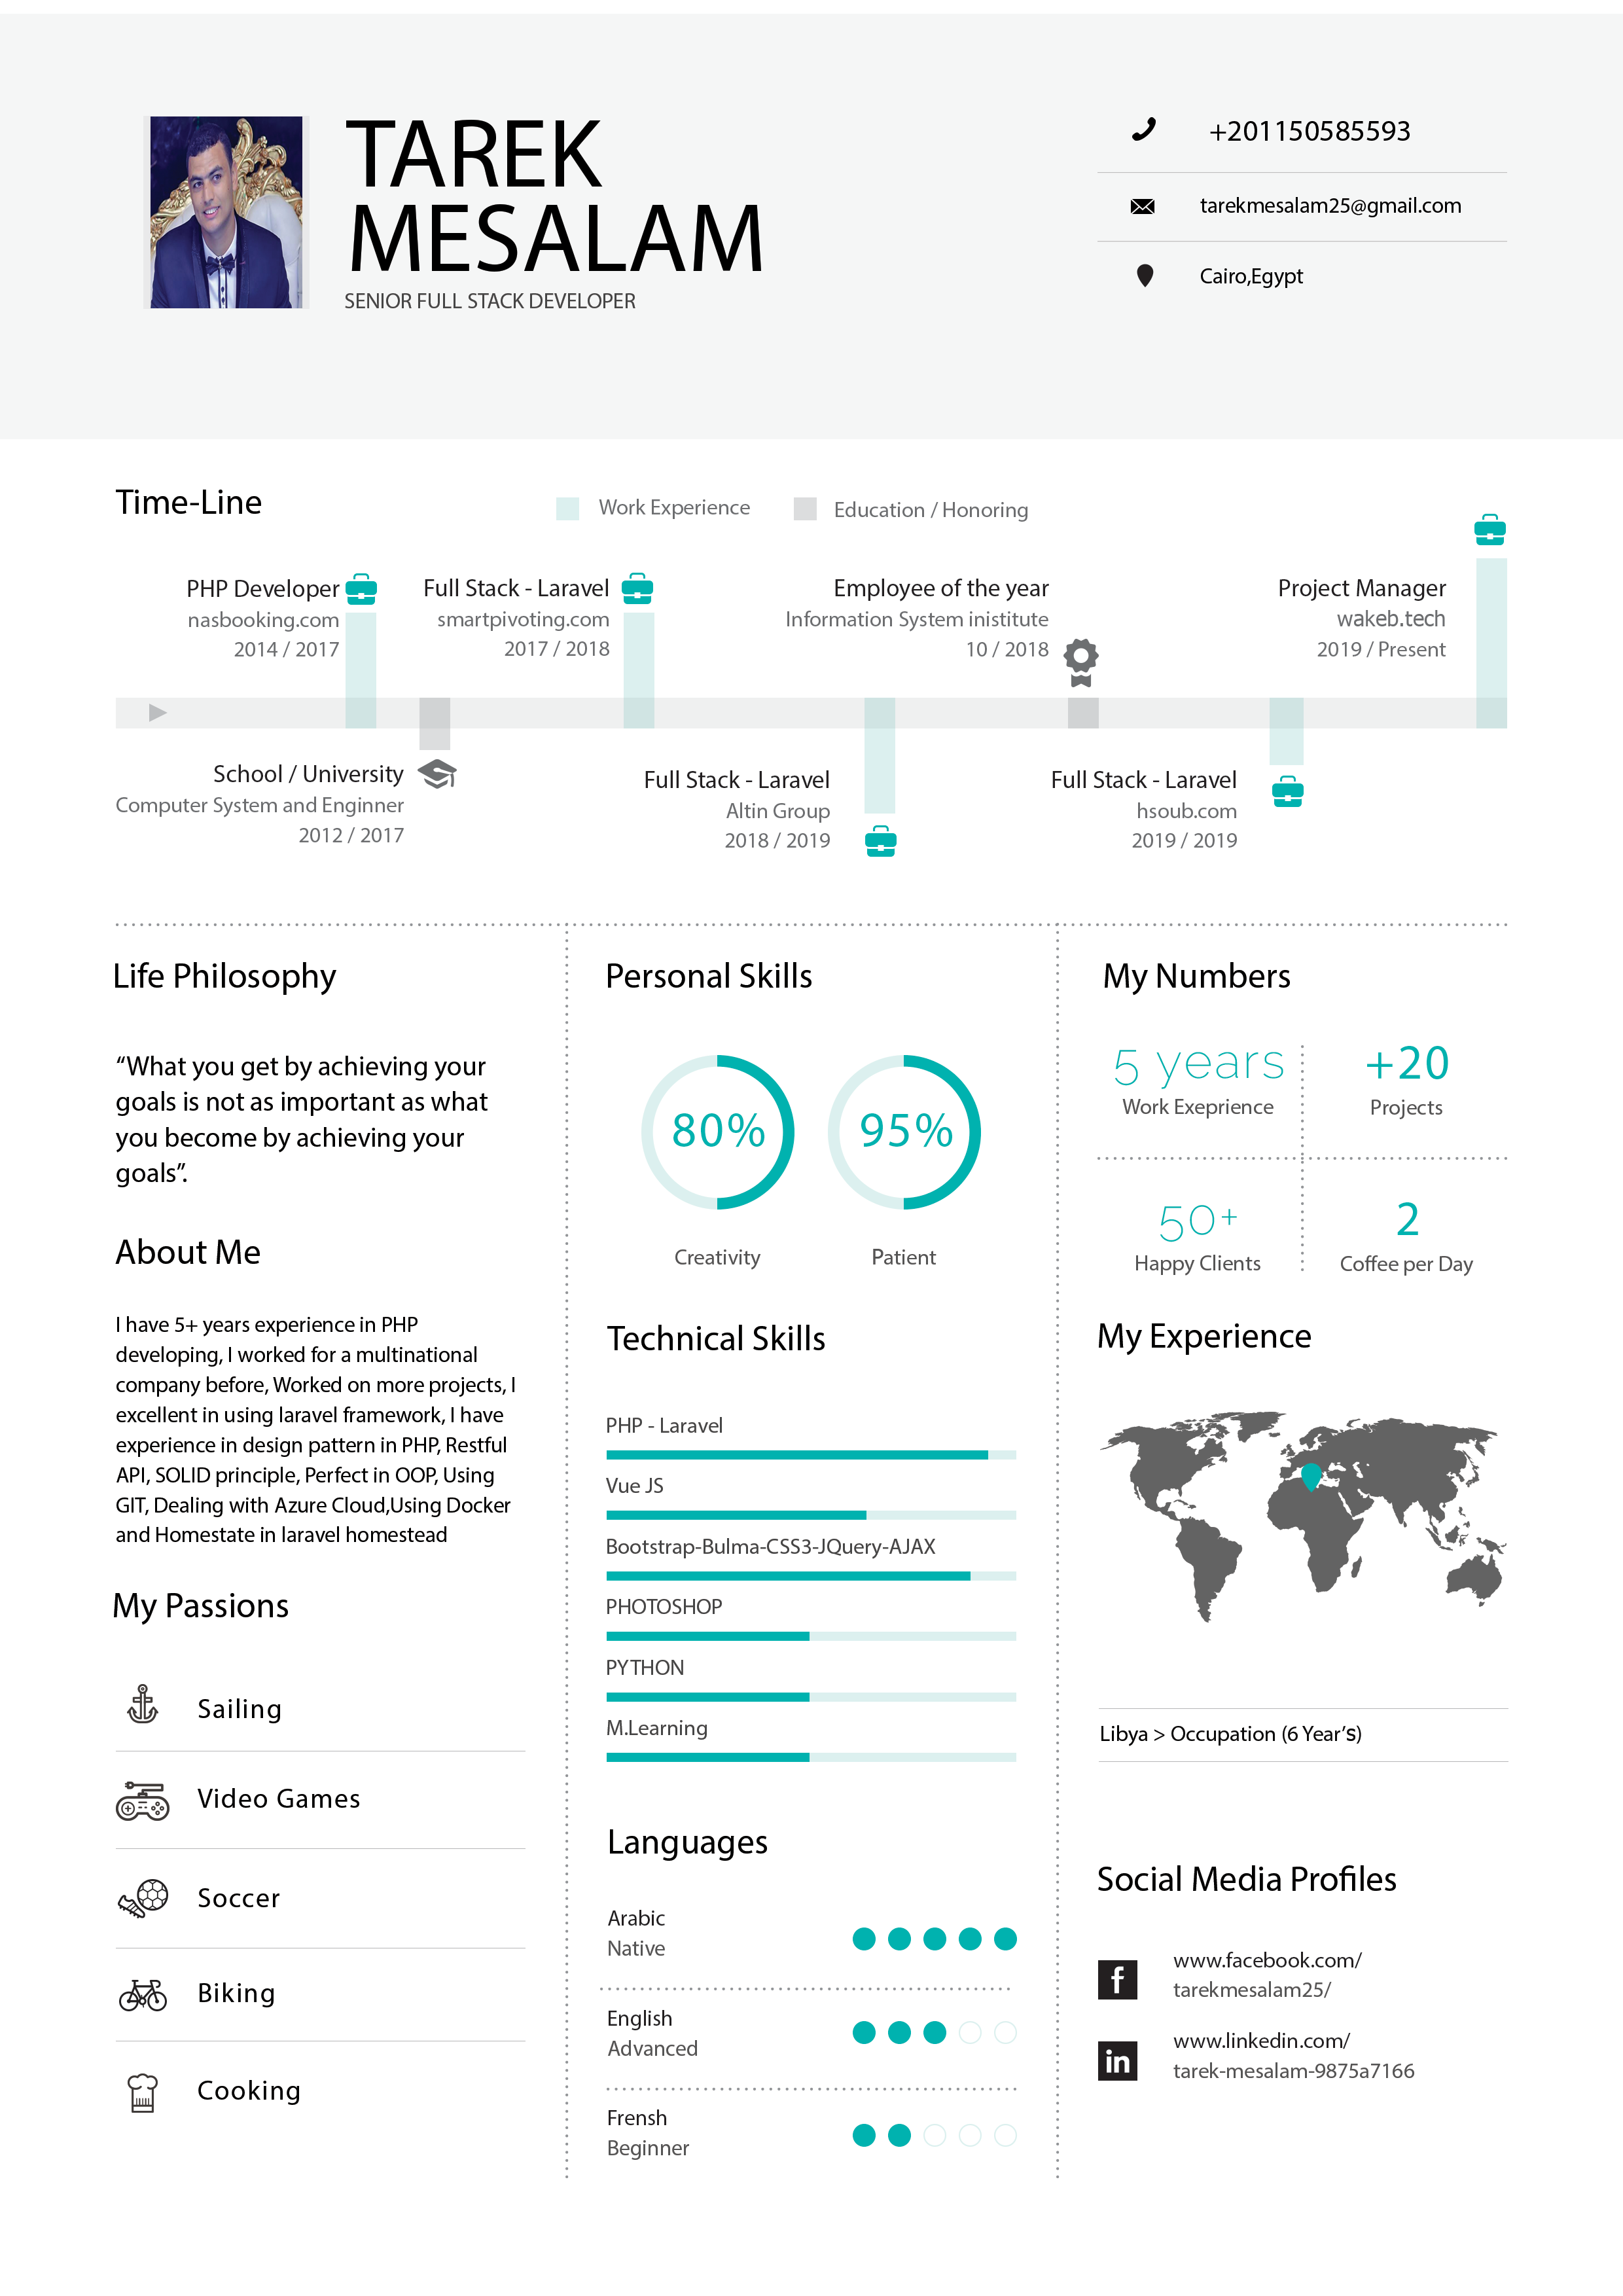 TAREK
MESALAM
SENIOR FULL STACK DEVELOPER
+201150585593
tarekmesalam25@gmail.com
Cairo,Egypt
Time-Line
Work Experience
Education / Honoring
PHP Developer
nasbooking.com
2014 / 2017
Full Stack - Laravel
smartpivoting.com
2017 / 2018
Employee of the year
Information System inistitute
10 / 2018
Project Manager
wakeb.tech
2019 / Present
School / University
Computer System and Enginner
2012 / 2017
Full Stack - Laravel
Altin Group
2018 / 2019
Full Stack - Laravel
hsoub.com
2019 / 2019
Life Philosophy
“What you get by achieving your
goals is not as important as what
you become by achieving your
goals”.
About Me
I have 5+ years experience in PHP
developing, I worked for a multinational
company before, Worked on more projects, I
excellent in using laravel framework, I have
experience in design pattern in PHP, Restful
API, SOLID principle, Perfect in OOP, Using
GIT, Dealing with Azure Cloud,Using Docker
and Homestate in laravel homestead
My Passions
Sailing
Video Games
Soccer
Biking
Cooking
Personal Skills
80%
95%
Creativity
Patient
Technical Skills
PHP - Laravel
Vue JS
Bootstrap-Bulma-CSS3-JQuery-AJAX
PHOTOSHOP
PYTHON
M.Learning
Languages
Arabic
Native
English
Advanced
Frensh
Beginner
My Numbers
5 years
Work Exeprience
+20
Projects
50+
Happy Clients
2
Coffee per Day
My Experience
Libya > Occupation (6 Year’s)
Social Media Profiles
f
www.facebook.com/
tarekmesalam25/
in
www.linkedin.com/
tarek-mesalam-9875a7166